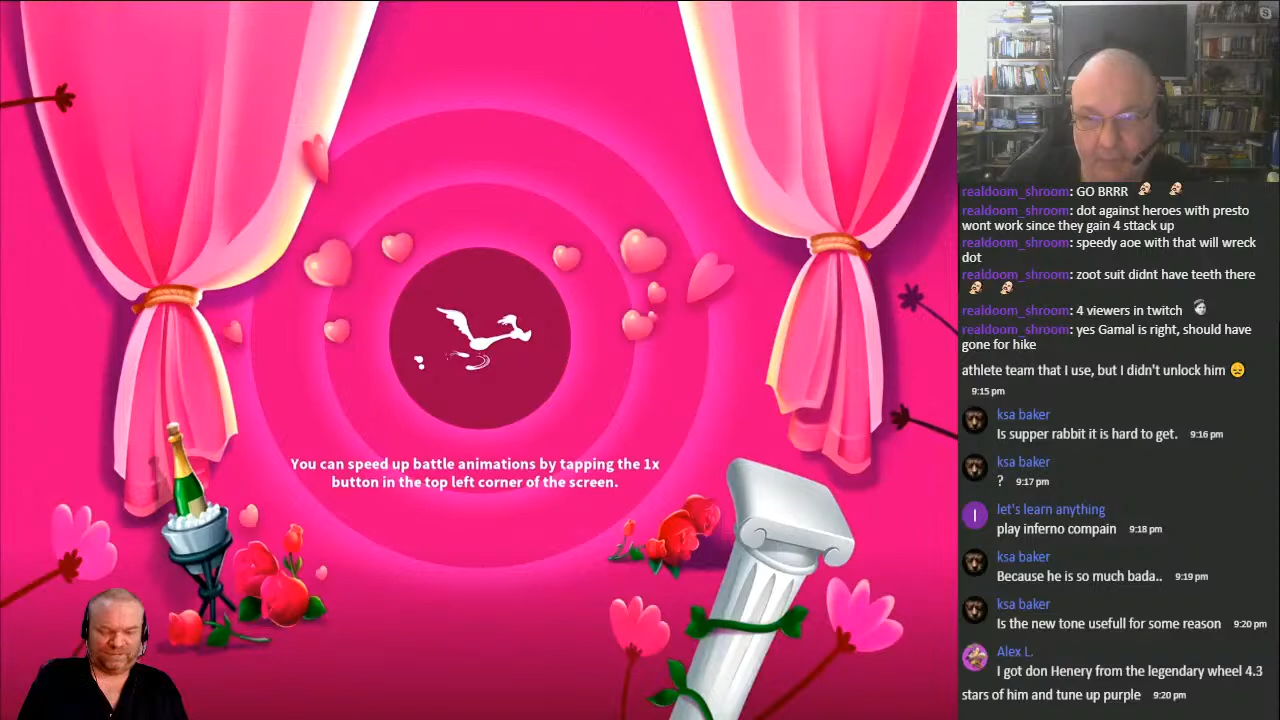 You can speed up battle animations by tapping the 1x
button in the top left corner of the screen.
realdoom_shroom: GO BRRR
realdoom_shroom: dot against heroes with presto
wont work since they gain 4 sttack up
realdoom_shroom: speedy aoe with that will wreck
dot
realdoom_shroom: zoot suit didnt have teeth there
realdoom_shroom: 4 viewers in twitch
realdoom_shroom: yes Gamal is right, should have
gone for hike
athlete team that I use, but I didn't unlock him 😞
9:15 pm
ksa baker
Is supper rabbit it is hard to get. 9:16 pm
ksa baker
? 9:17 pm
I
let's learn anything
play inferno compain 9:18 pm
ksa baker
Because he is so much bada.. 9:19 pm
ksa baker
Is the new tone usefull for some reason 9:20 pm
Alex L.
I got don Henery from the legendary wheel 4.3
stars of him and tune up purple 9:20 pm